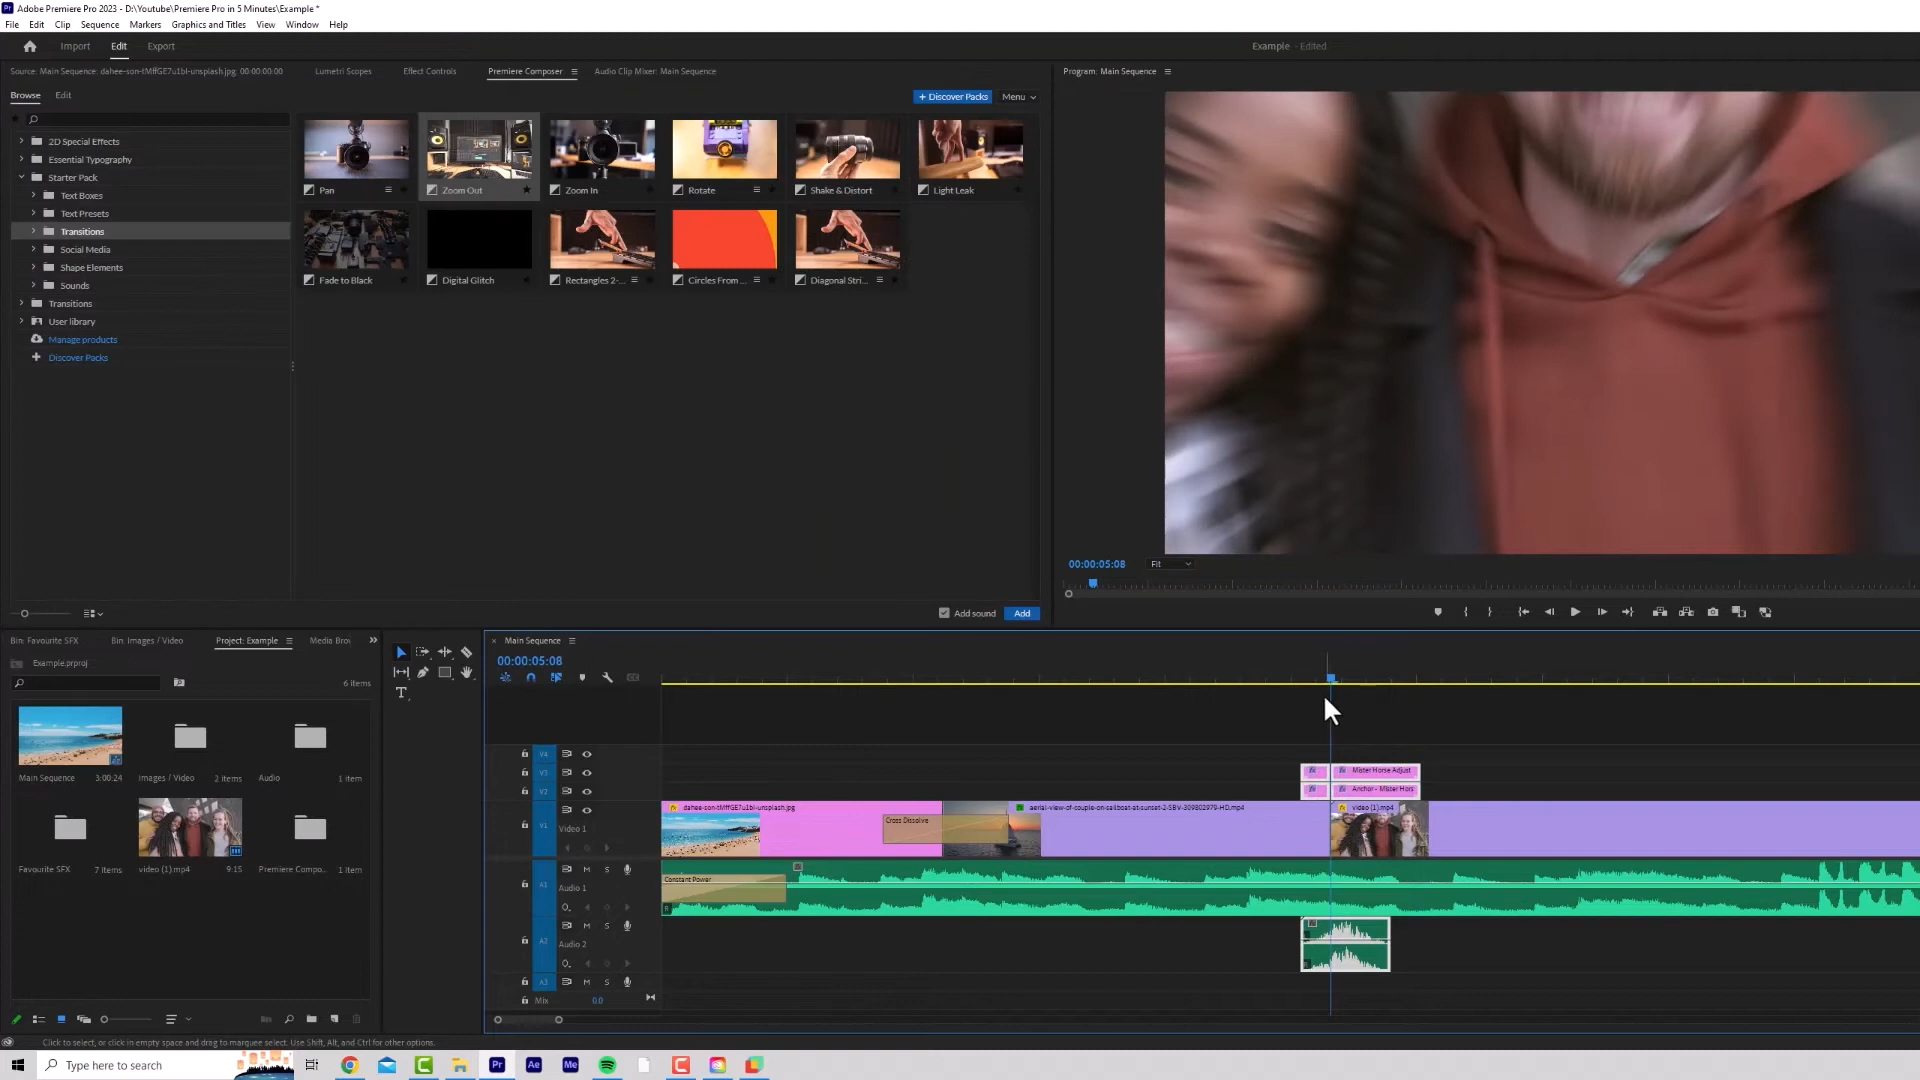 Adobe Premiere Pro 2023 - D:\Youtube\Premiere Pro in 5 Minutes\Example *
File Edit Clip Sequence Markers Graphics and Titles View Window Help
Import Edit Export
Example - Edited
Source: Main Sequence: dahee-son-tMffGE7u1bI-unsplash.jpg: 00:00:00:00 Lumetri Scopes Effect Controls Premiere Composer Audio Clip Mixer: Main Sequence
Program: Main Sequence
Browse Edit
+ Discover Packs Menu
2D Special Effects
Essential Typography
Starter Pack
Text Boxes
Text Presets
Transitions
Social Media
Shape Elements
Sounds
Transitions
User library
Manage products
Discover Packs
Pan Zoom Out Zoom In Rotate Shake & Distort Light Leak
Fade to Black Digital Glitch Rectangles 2-... Circles From ... Diagonal Stri...
Add sound Add
00:00:05:08 Fit
Bin: Favourite SFX Bin: Images / Video Project: Example Media Bro
Example.prproj
6 items
Main Sequence 3:00:24 Images / Video 2 items Audio 1 item
Favourite SFX 7 items video (1).mp4 9:15 Premiere Compo... 1 item
Main Sequence
00:00:05:08
V4
V3 Mister Horse Adjust
V2 Anchor - Mister Hors
V1 Video 1
dahee-son-tMffGE7u1bI-unsplash.jpg
Cross Dissolve
aerial-view-of-couple-on-sailboat-at-sunset-2-SBV-309802979-HD.mp4
video (1).mp4
A1 M S
Audio 1
Constant Power
A2 M S
Audio 2
A3 M S
Mix 0.0
Click to select, or click in empty space and drag to marquee select. Use Shift, Alt, and Ctrl for other options.
Type here to search
Pr Ae Me